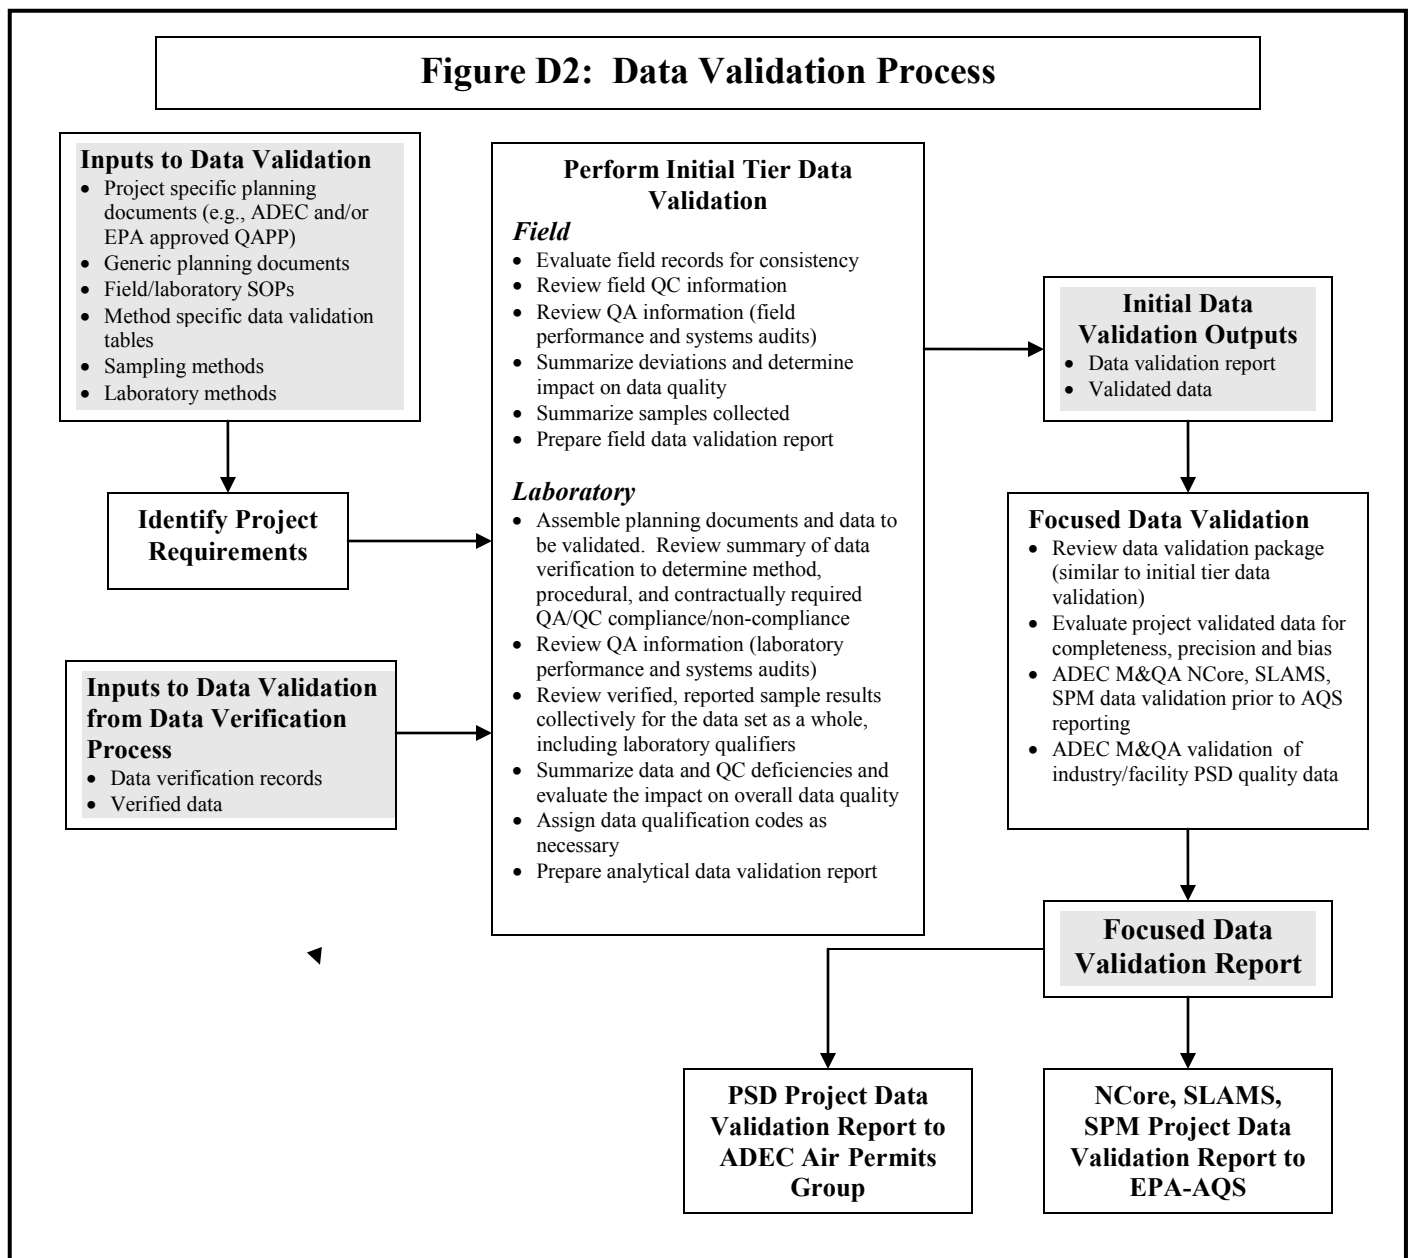 Figure D2:  Data Validation Process
Inputs to Data Validation
• Project specific planning
documents (e.g., ADEC and/or
EPA approved QAPP)
• Generic planning documents
• Field/laboratory SOPs
• Method specific data validation
tables
• Sampling methods
• Laboratory methods
Identify Project
Requirements
Inputs to Data Validation
from Data Verification
Process
• Data verification records
• Verified data
Perform Initial Tier Data
Validation
Field
• Evaluate field records for consistency
• Review field QC information
• Review QA information (field
performance and systems audits)
• Summarize deviations and determine
impact on data quality
• Summarize samples collected
• Prepare field data validation report
Laboratory
• Assemble planning documents and data to
be validated.  Review summary of data
verification to determine method,
procedural, and contractually required
QA/QC compliance/non-compliance
• Review QA information (laboratory
performance and systems audits)
• Review verified, reported sample results
collectively for the data set as a whole,
including laboratory qualifiers
• Summarize data and QC deficiencies and
evaluate the impact on overall data quality
• Assign data qualification codes as
necessary
• Prepare analytical data validation report
Initial Data
Validation Outputs
• Data validation report
• Validated data
Focused Data Validation
• Review data validation package
(similar to initial tier data
validation)
• Evaluate project validated data for
completeness, precision and bias
• ADEC M&QA NCore, SLAMS,
SPM data validation prior to AQS
reporting
• ADEC M&QA validation  of
industry/facility PSD quality data
Focused Data
Validation Report
PSD Project Data
Validation Report to
ADEC Air Permits
Group
NCore, SLAMS,
SPM Project Data
Validation Report to
EPA-AQS